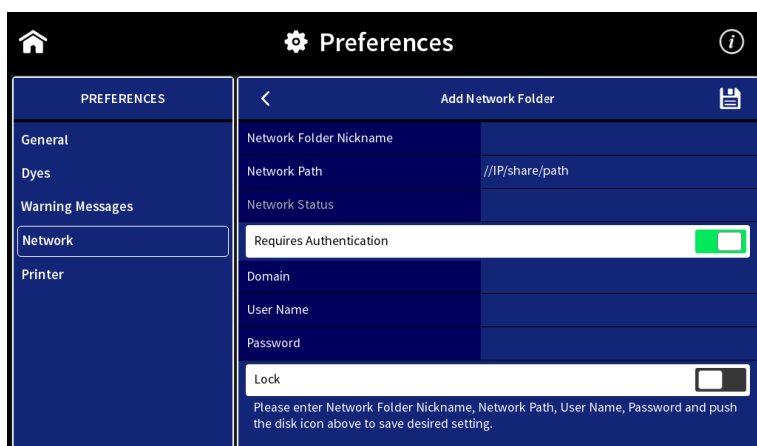 Preferences
i
PREFERENCES
General
Dyes
Warning Messages
Network
Printer
Add Network Folder
Network Folder Nickname
Network Path //IP/share/path
Network Status
Requires Authentication
Domain
User Name
Password
Lock
Please enter Network Folder Nickname, Network Path, User Name, Password and push
the disk icon above to save desired setting.